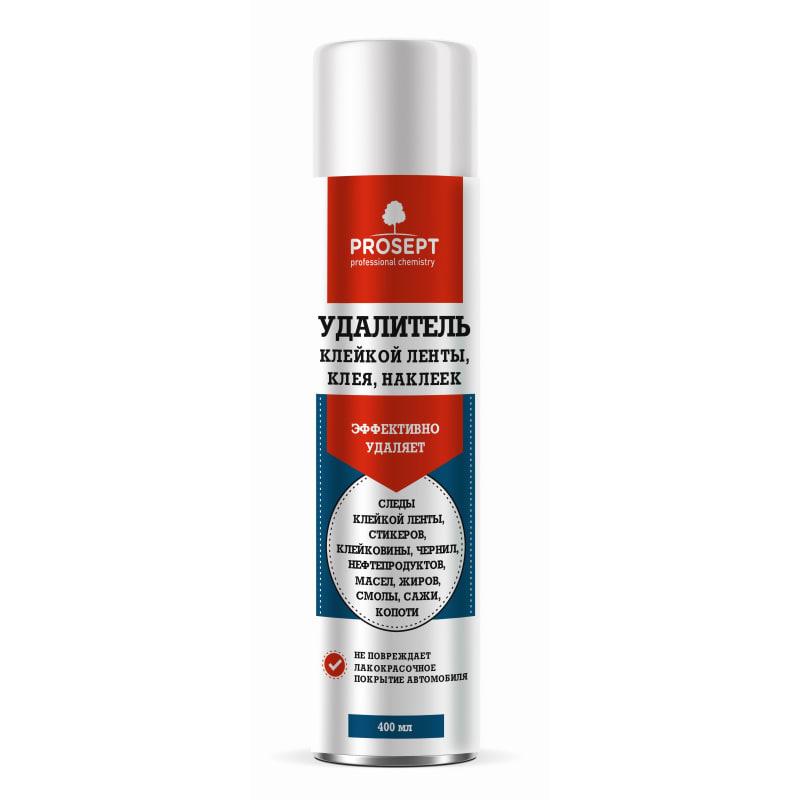 PROSEPT
professional chemistry
УДАЛИТЕЛЬ
КЛЕЙКОЙ ЛЕНТЫ,
КЛЕЯ, НАКЛЕЕК
ЭФФЕКТИВНО
УДАЛЯЕТ
СЛЕДЫ
КЛЕЙКОЙ ЛЕНТЫ,
СТИКЕРОВ,
КЛЕЙКОВИНЫ, ЧЕРНИЛ,
НЕФТЕПРОДУКТОВ,
МАСЕЛ, ЖИРОВ,
СМОЛЫ, САЖИ,
КОПОТИ
НЕ ПОВРЕЖДАЕТ
ЛАКОКРАСОЧНОЕ
ПОКРЫТИЕ АВТОМОБИЛЯ
400 мл